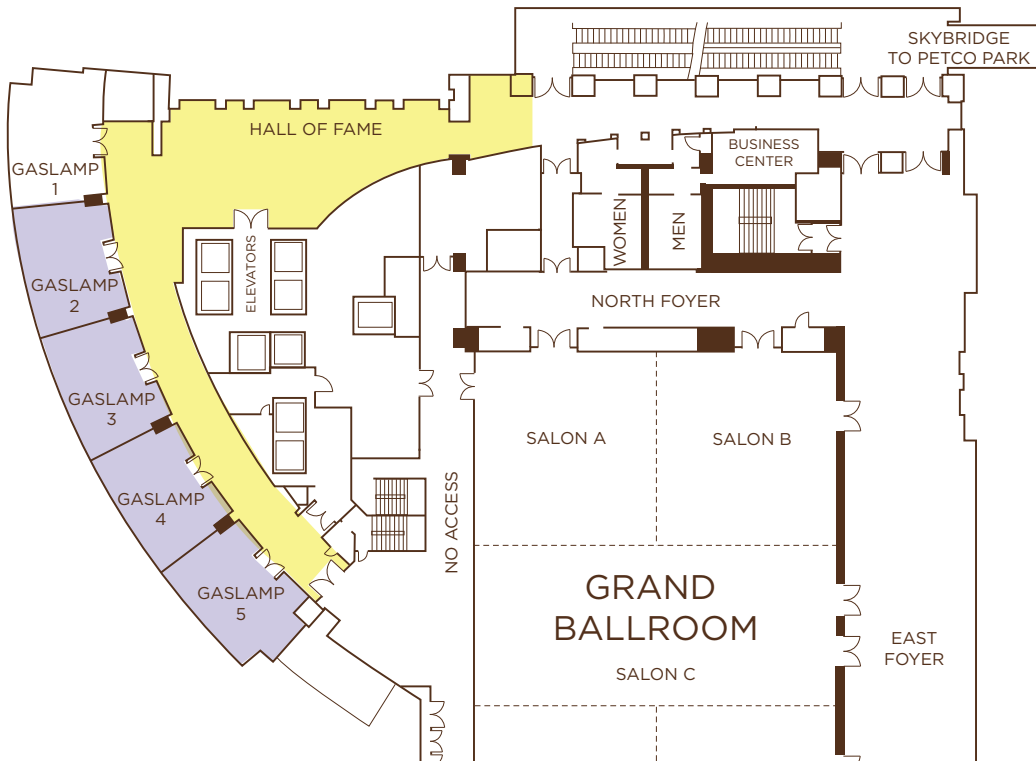 SKYBRIDGE
TO PETCO PARK
HALL OF FAME
BUSINESS
CENTER
GASLAMP
1
WOMEN
MEN
ELEVATORS
GASLAMP
2
NORTH FOYER
GASLAMP
3
SALON A
SALON B
GASLAMP
4
NO ACCESS
GASLAMP
5
GRAND
BALLROOM
EAST
FOYER
SALON C